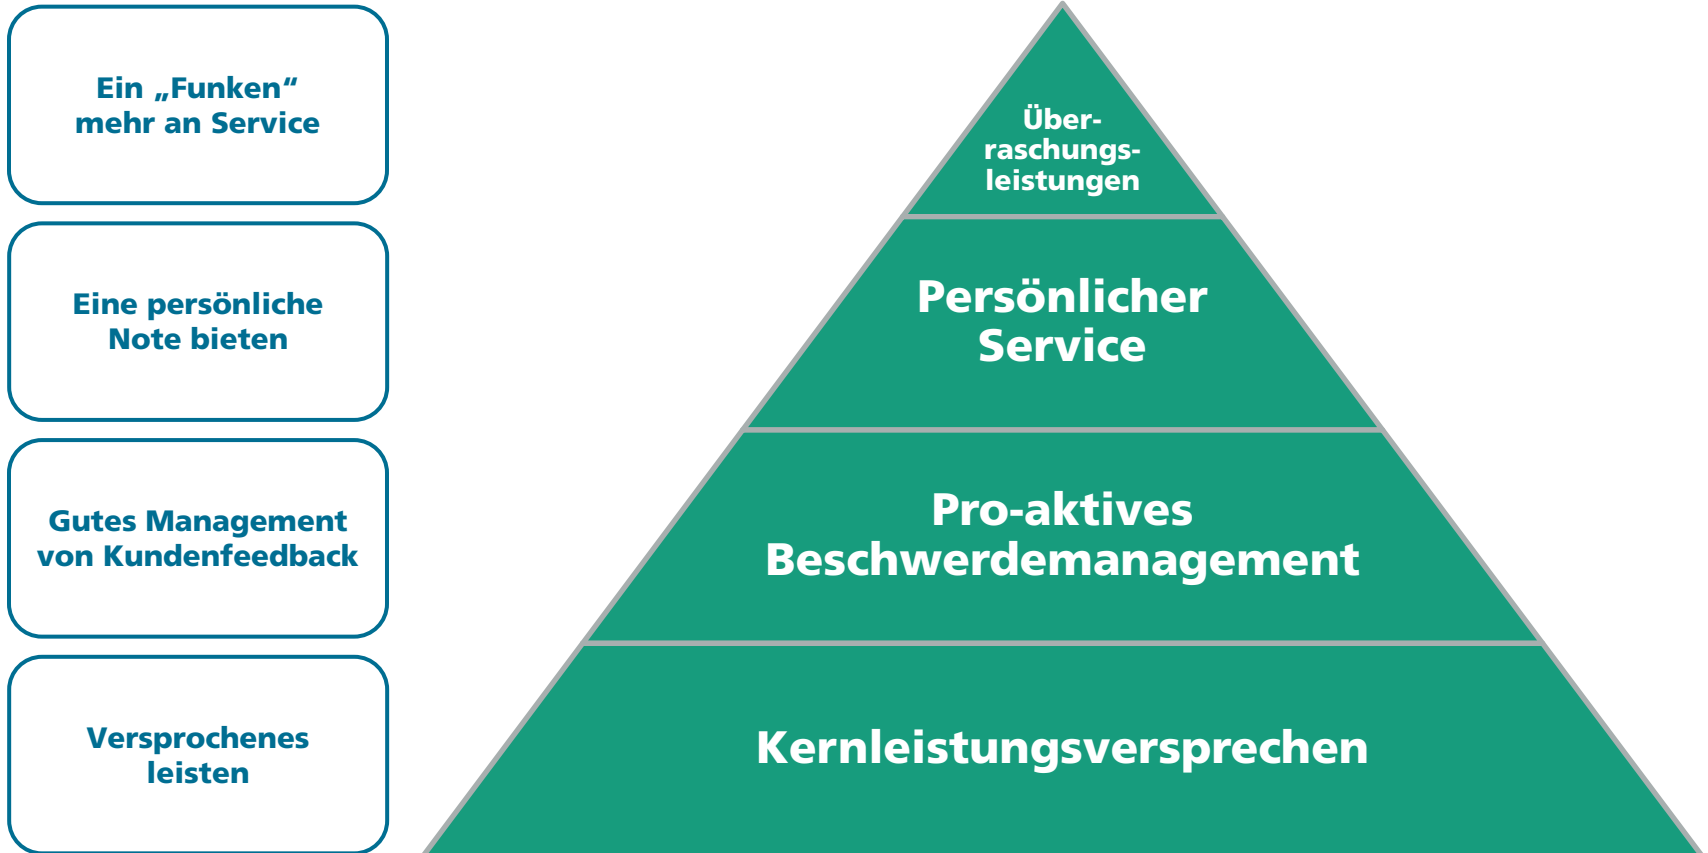 Ein „Funken“
mehr an Service
Über-
raschungs-
leistungen
Eine persönliche
Note bieten
Persönlicher
Service
Gutes Management
von Kundenfeedback
Pro-aktives
Beschwerdemanagement
Versprochenes
leisten
Kernleistungsversprechen